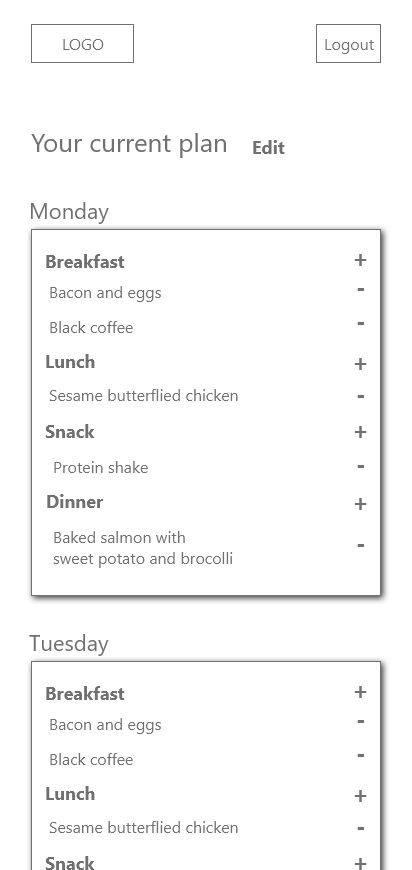 LOGO
Logout
Your current plan
Edit
Monday
Breakfast +
Bacon and eggs -
Black coffee -
Lunch +
Sesame butterflied chicken -
Snack +
Protein shake -
Dinner +
Baked salmon with
sweet potato and brocolli -
Tuesday
Breakfast +
Bacon and eggs -
Black coffee -
Lunch +
Sesame butterflied chicken -
Snack +